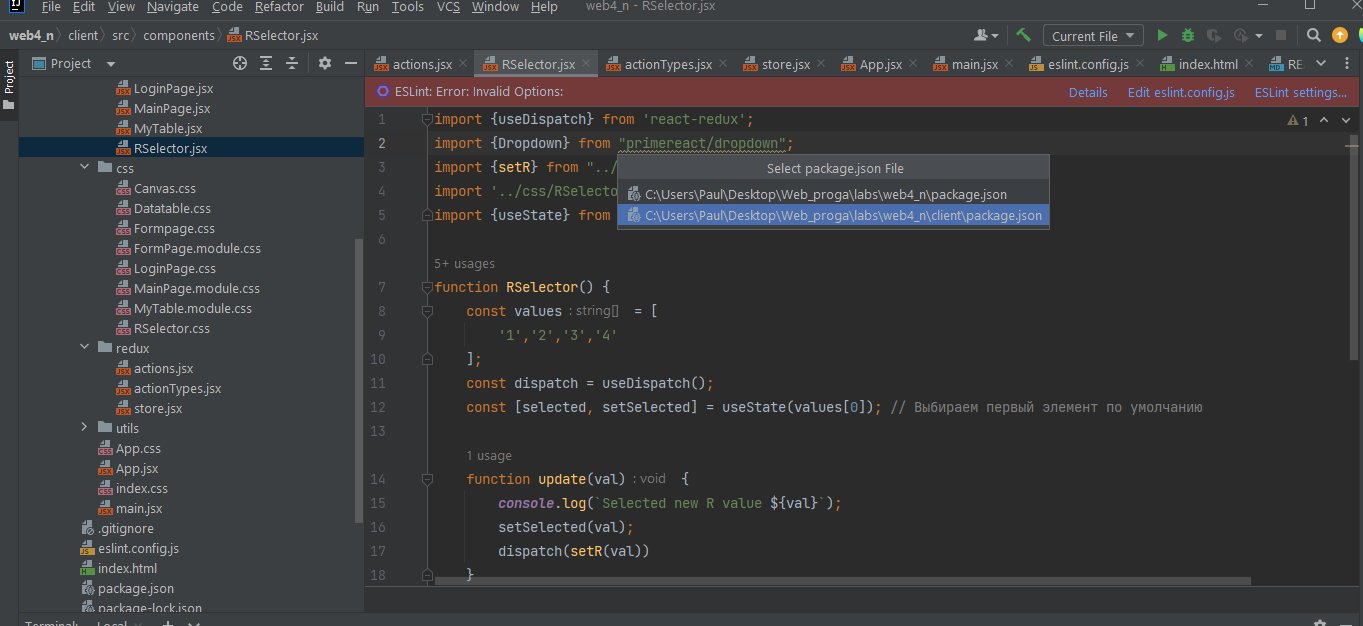 File Edit View Navigate Code Refactor Build Run Tools VCS Window Help web4_n - RSelector.jsx
web4_n client src components RSelector.jsx Current File
Project
Project
actions.jsx RSelector.jsx actionTypes.jsx store.jsx App.jsx main.jsx eslint.config.js index.html RE
LoginPage.jsx
MainPage.jsx
MyTable.jsx
RSelector.jsx
css
Canvas.css
Datatable.css
Formpage.css
FormPage.module.css
LoginPage.css
MainPage.module.css
MyTable.module.css
RSelector.css
redux
actions.jsx
actionTypes.jsx
store.jsx
utils
App.css
App.jsx
index.css
main.jsx
.gitignore
eslint.config.js
index.html
package.json
package-lock.json
ESLint: Error: Invalid Options: Details Edit eslint.config.js ESLint settings...
1 import {useDispatch} from 'react-redux'; 1
2 import {Dropdown} from "primereact/dropdown";
3 import {setR} from "../
4 import '../css/RSelecto
5 import {useState} from
Select package.json File
C:\Users\Paul\Desktop\Web_proga\labs\web4_n\package.json
C:\Users\Paul\Desktop\Web_proga\labs\web4_n\client\package.json
6
5+ usages
7 function RSelector() {
8 const values : string[] = [
9 '1','2','3','4'
10 ];
11 const dispatch = useDispatch();
12 const [selected, setSelected] = useState(values[0]); // Выбираем первый элемент по умолчанию
13
1 usage
14 function update(val) : void {
15 console.log(`Selected new R value ${val}`);
16 setSelected(val);
17 dispatch(setR(val))
18 }
Terminal: Local